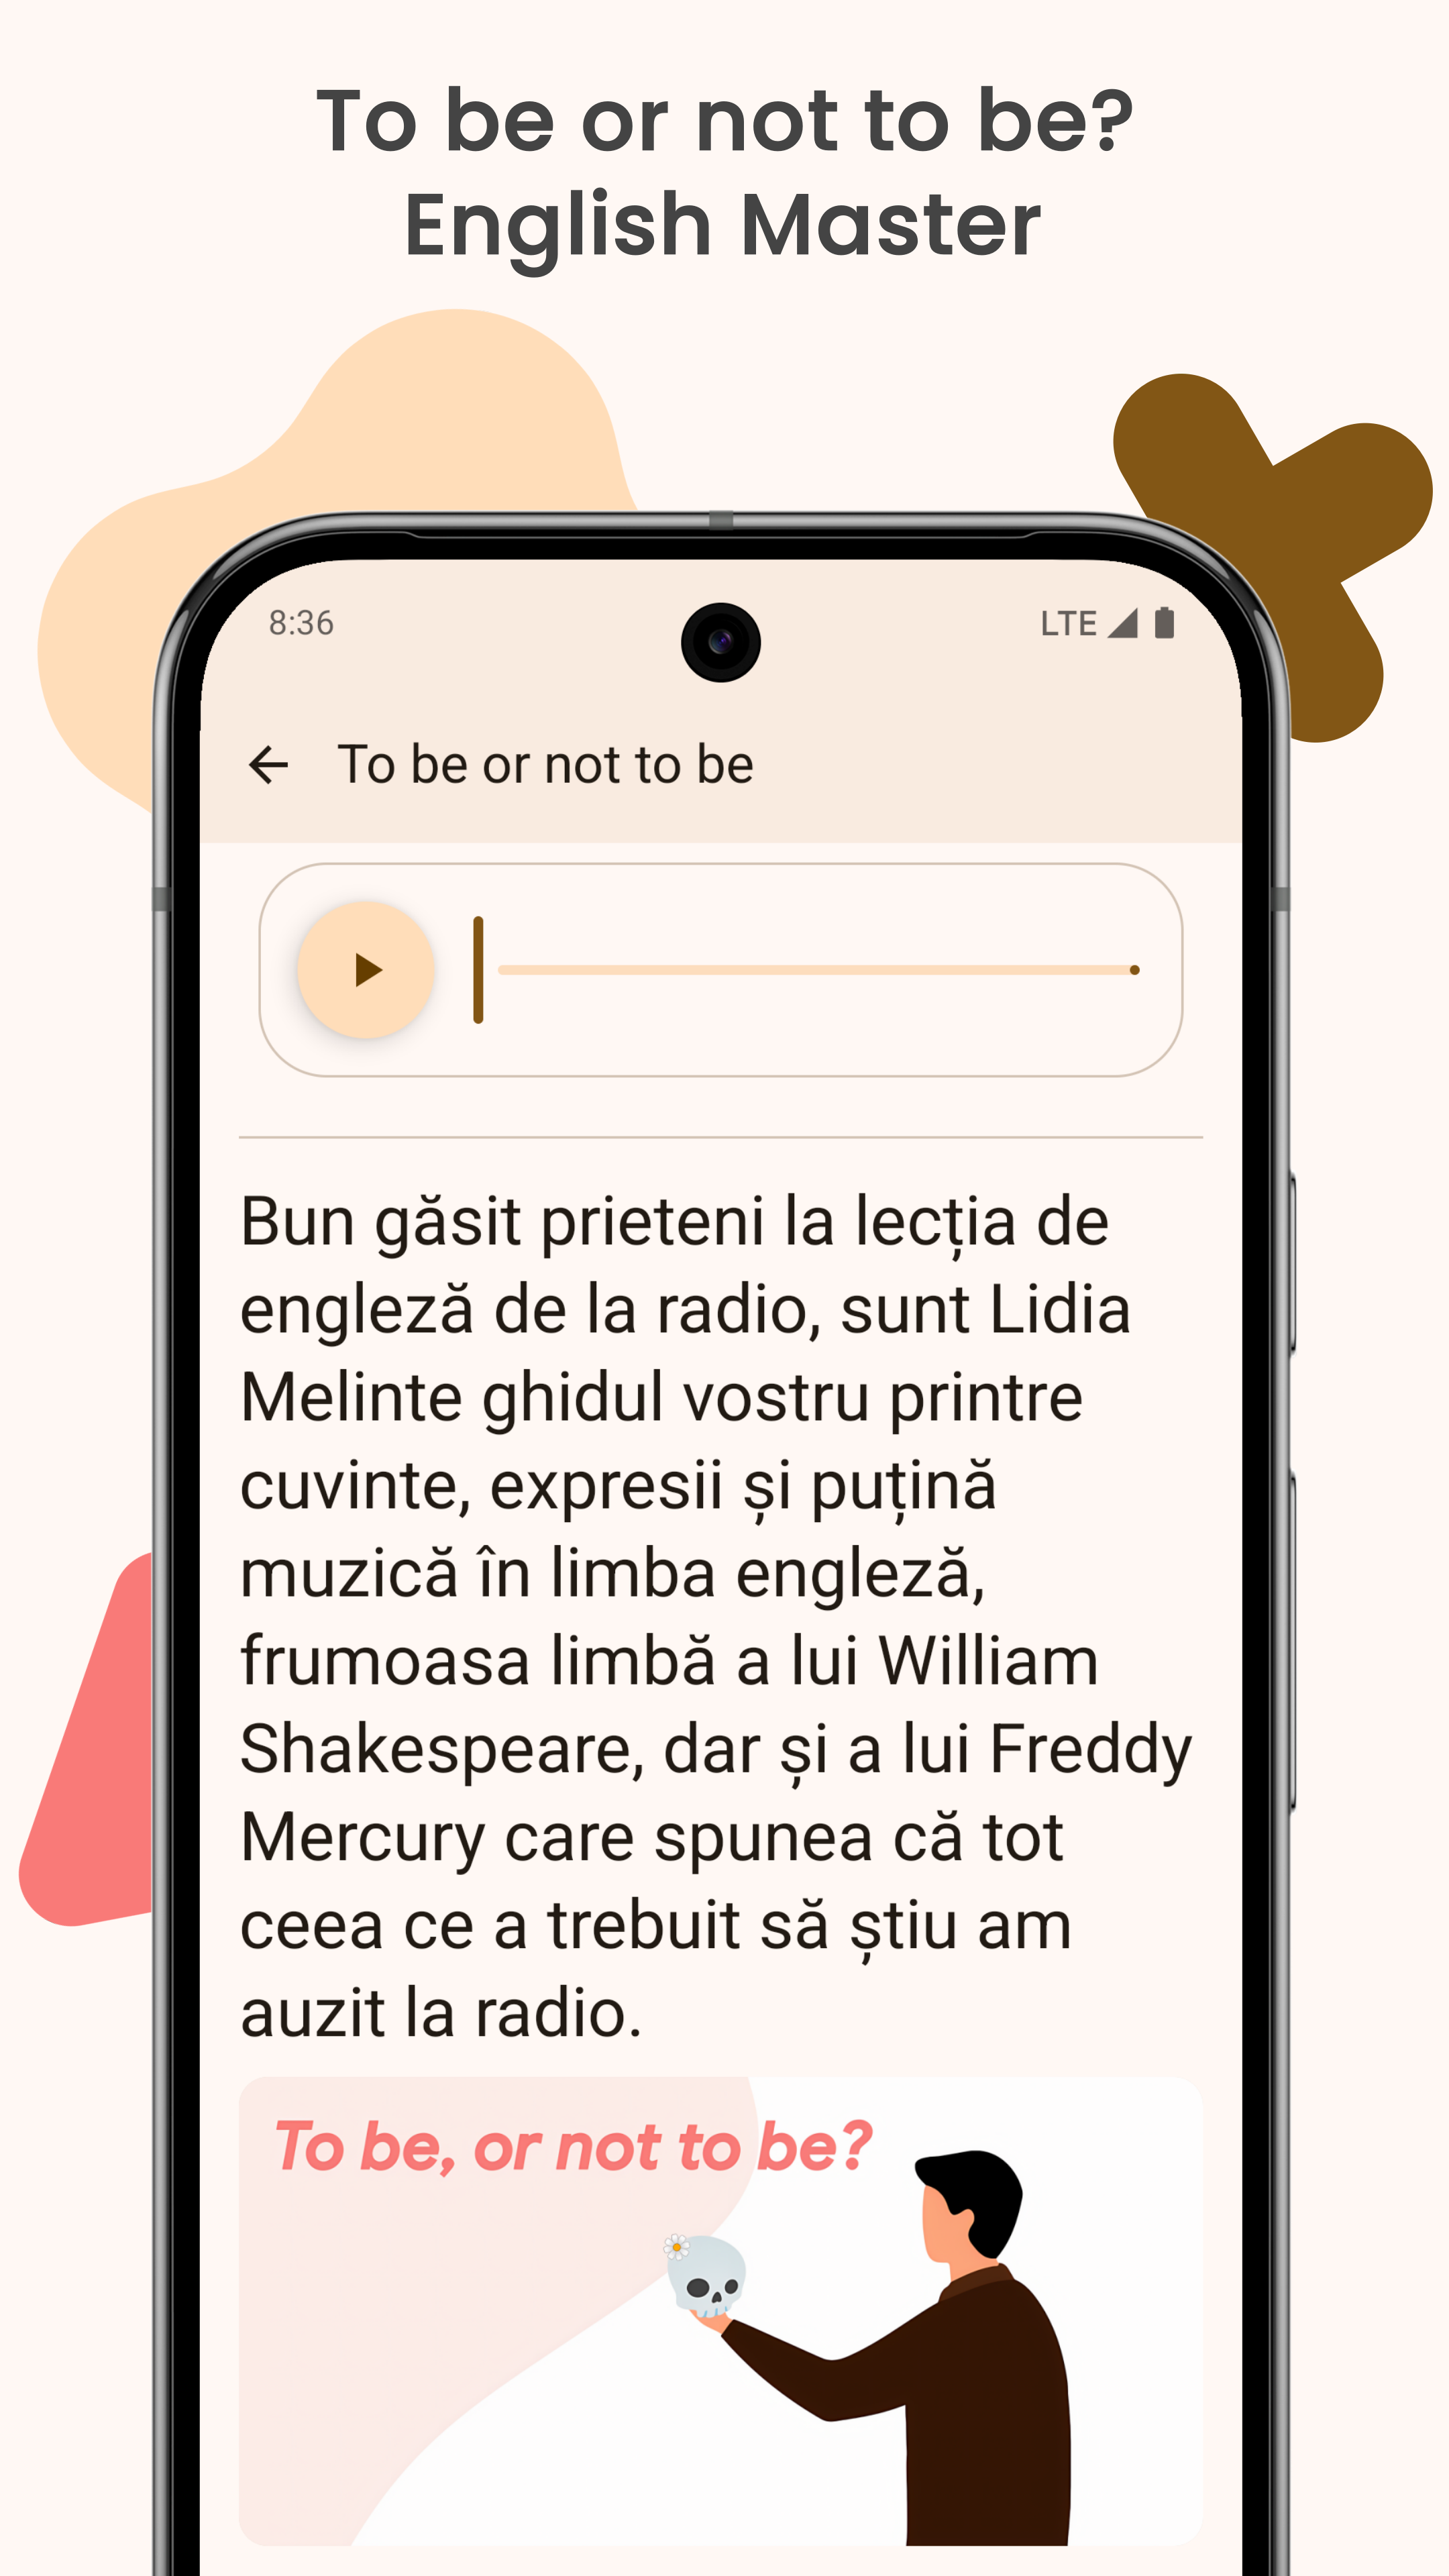 To be or not to be?
English Master
8:36
LTE
To be or not to be
Bun găsit prieteni la lecția de
engleză de la radio, sunt Lidia
Melinte ghidul vostru printre
cuvinte, expresii și puțină
muzică în limba engleză,
frumoasa limbă a lui William
Shakespeare, dar și a lui Freddy
Mercury care spunea că tot
ceea ce a trebuit să știu am
auzit la radio.
To be, or not to be?